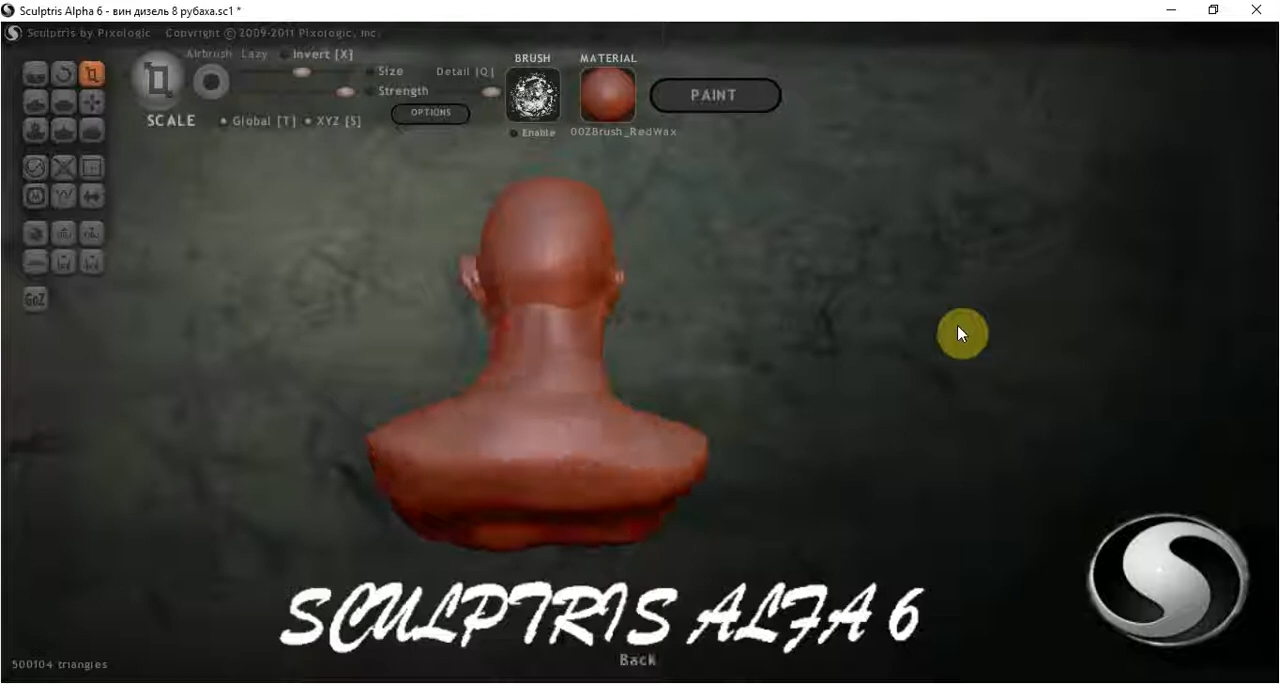 Sculptris Alpha 6 - вин дизель 8 рубаха.sc1 *
Sculptris by Pixologic Copyright © 2009-2011 Pixologic, Inc.
Airbrush Lazy Invert [X]
Size Detail [Q]
Strength
OPTIONS
SCALE Global [T] XYZ [S]
BRUSH
Enable
MATERIAL
00ZBrush_RedWax
PAINT
GoZ
SCULPTRIS ALFA 6
Back
500104 triangles